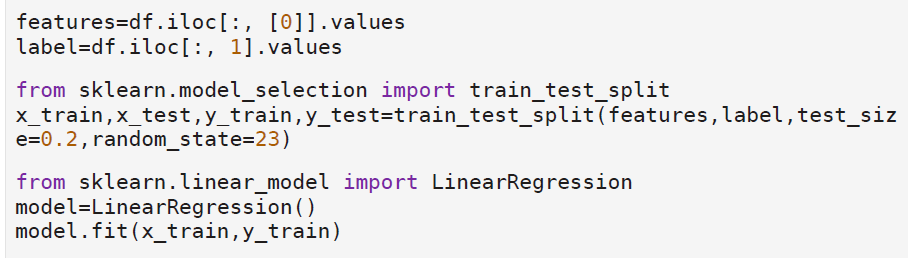 features=df.iloc[:, [0]].values
label=df.iloc[:, 1].values
from sklearn.model_selection import train_test_split
x_train,x_test,y_train,y_test=train_test_split(features,label,test_siz
e=0.2,random_state=23)
from sklearn.linear_model import LinearRegression
model=LinearRegression()
model.fit(x_train,y_train)